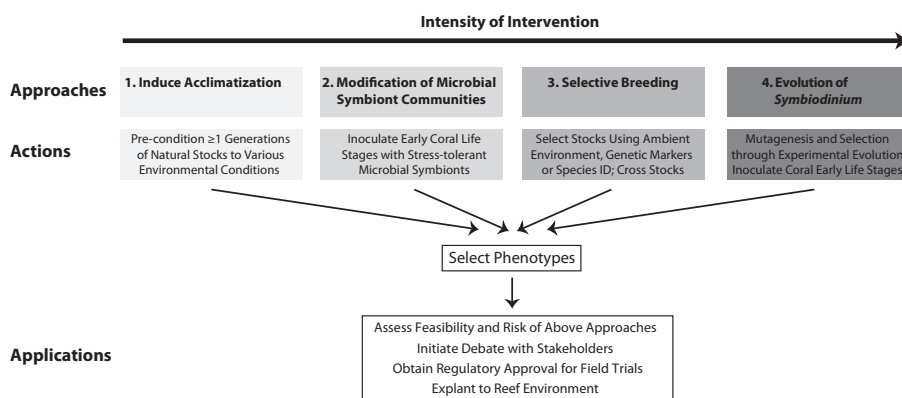 Intensity of Intervention
Approaches
1. Induce Acclimatization
2. Modification of Microbial
Symbiont Communities
3. Selective Breeding
4. Evolution of
Symbiodinium
Actions
Pre-condition ≥1 Generations
of Natural Stocks to Various
Environmental Conditions
Inoculate Early Coral Life
Stages with Stress-tolerant
Microbial Symbionts
Select Stocks Using Ambient
Environment, Genetic Markers
or Species ID; Cross Stocks
Mutagenesis and Selection
through Experimental Evolution
Inoculate Coral Early Life Stages
Select Phenotypes
Applications
Assess Feasibility and Risk of Above Approaches
Initiate Debate with Stakeholders
Obtain Regulatory Approval for Field Trials
Explant to Reef Environment